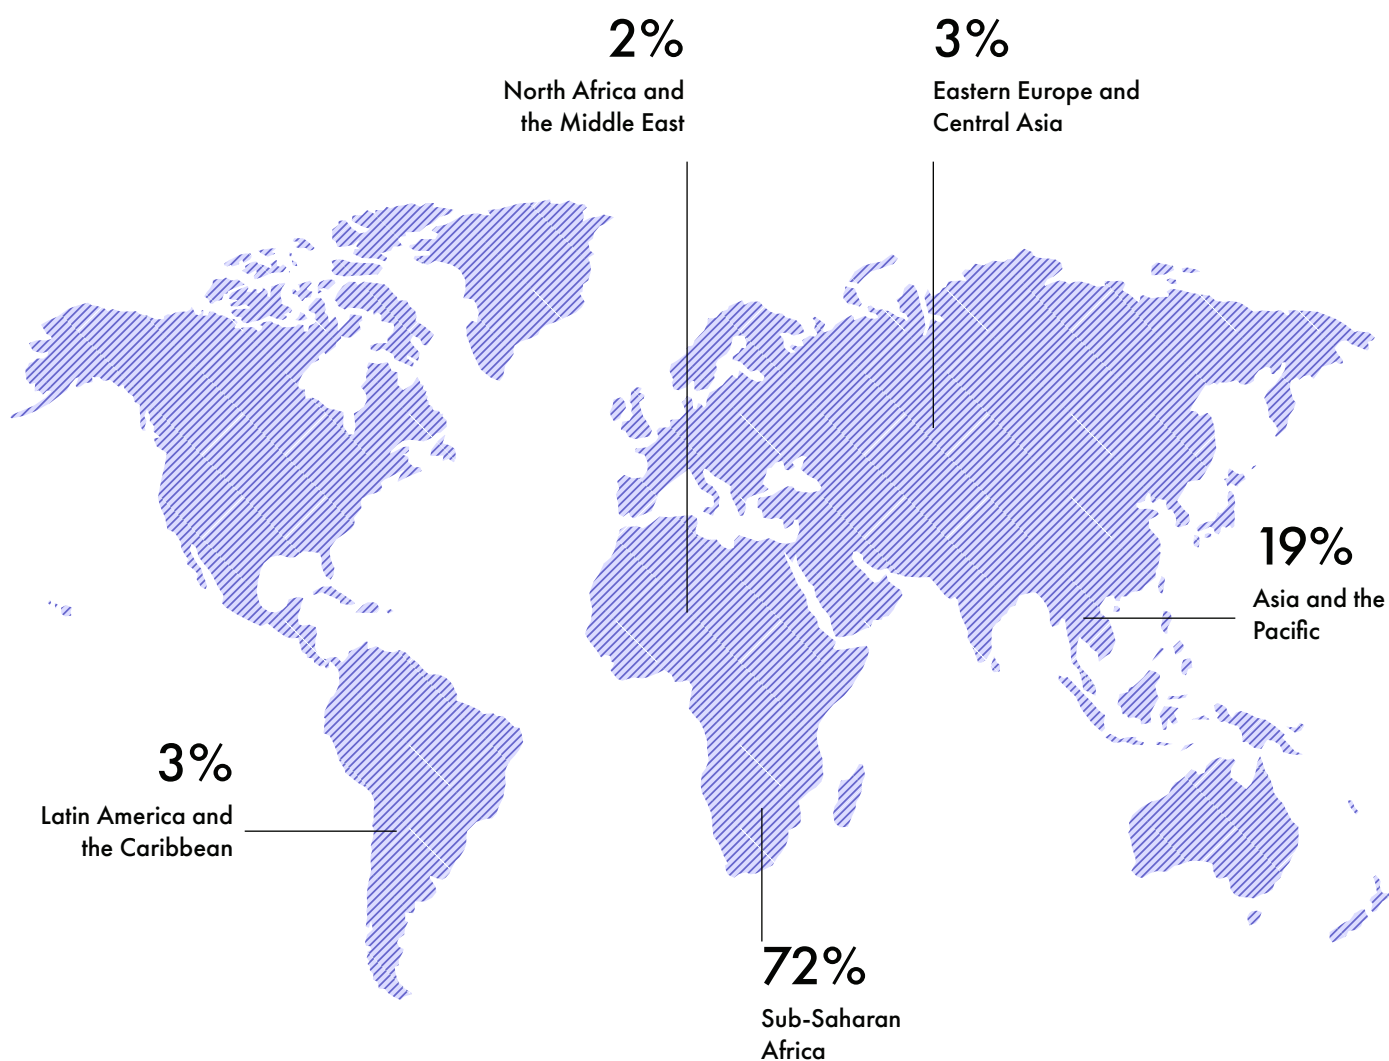 2%
North Africa and
the Middle East
3%
Eastern Europe and
Central Asia
19%
Asia and the
Pacific
3%
Latin America and
the Caribbean
72%
Sub-Saharan
Africa